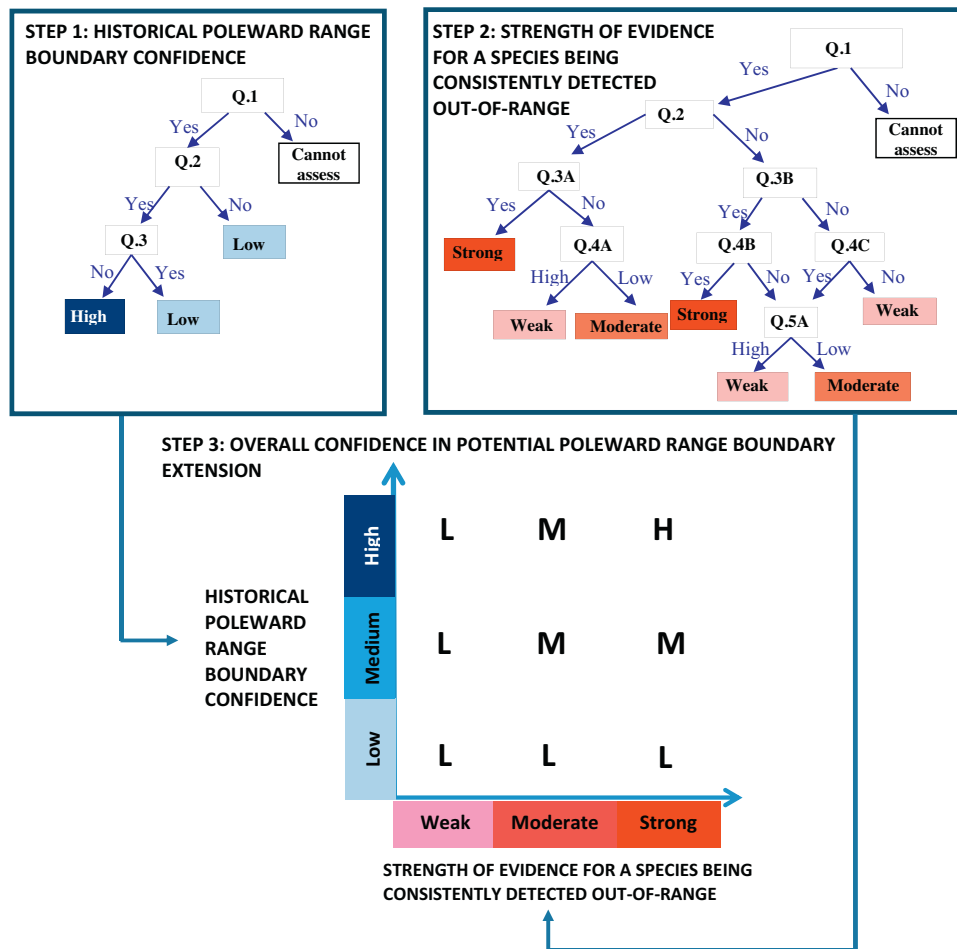 STEP 1: HISTORICAL POLEWARD RANGE
BOUNDARY CONFIDENCE
Q.1
Yes
No
Q.2
Cannot
assess
Yes
No
Q.3
Low
No
Yes
High
Low
STEP 2: STRENGTH OF EVIDENCE
FOR A SPECIES BEING
CONSISTENTLY DETECTED
OUT-OF-RANGE
Q.1
Yes
No
Q.2
Cannot
assess
Yes
No
Q.3A
Q.3B
Yes
No
Yes
No
Strong
Q.4A
Q.4B
Q.4C
High
Low
Yes
No
Yes
No
Weak
Moderate
Strong
Q.5A
Weak
High
Low
Weak
Moderate
STEP 3: OVERALL CONFIDENCE IN POTENTIAL POLEWARD RANGE BOUNDARY
EXTENSION
HISTORICAL
POLEWARD
RANGE
BOUNDARY
CONFIDENCE
High
L M H
Medium
L M M
Low
L L L
Weak Moderate Strong
STRENGTH OF EVIDENCE FOR A SPECIES BEING
CONSISTENTLY DETECTED OUT-OF-RANGE